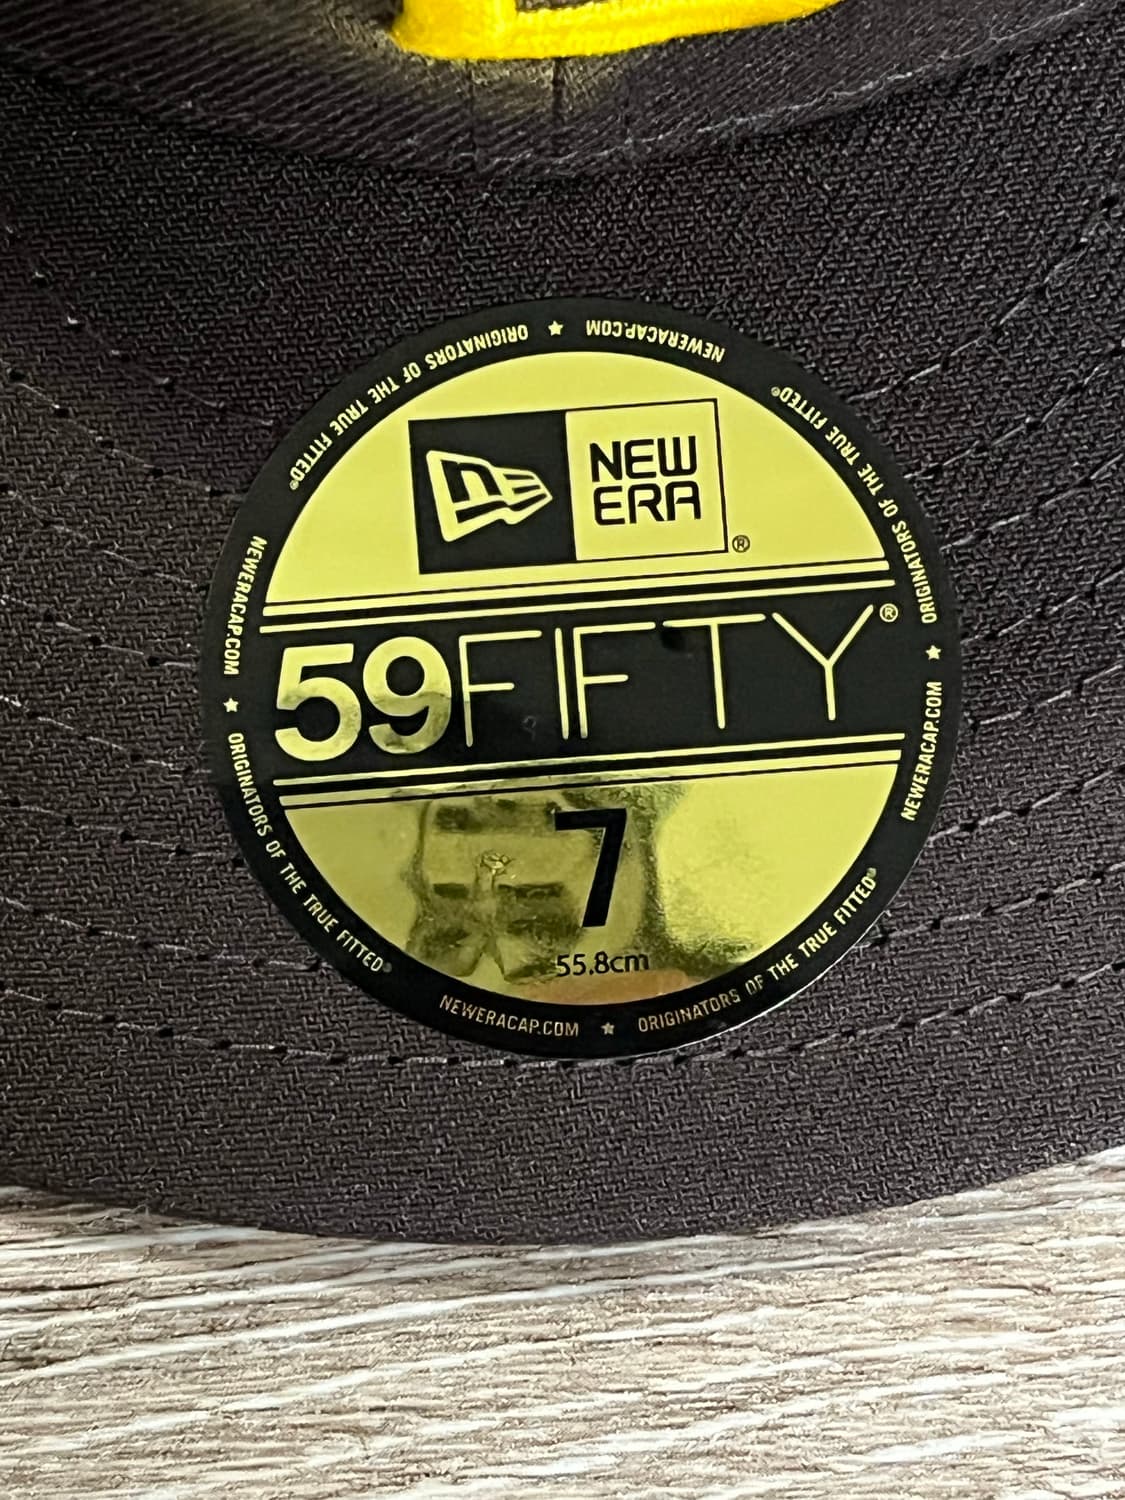 NEW
ERA
®
59FIFTY®
7
55.8cm
NEWERACAP.COM ★ ORIGINATORS OF THE TRUE FITTED®
NEWERACAP.COM ★ ORIGINATORS OF THE TRUE FITTED®
NEWERACAP.COM ★ ORIGINATORS OF THE TRUE FITTED®
NEWERACAP.COM ★ ORIGINATORS OF THE TRUE FITTED®